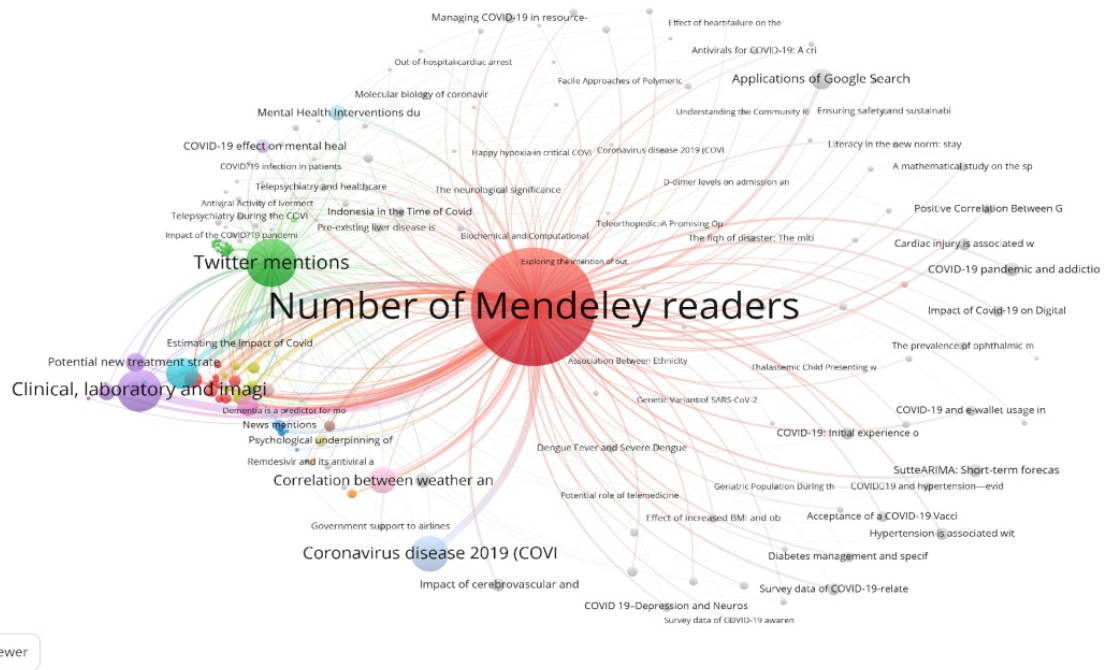 Managing COVID-19 in resource-
Effect of heart failure on the
Antivirals for COVID-19: A cri
Out-of-hospital cardiac arrest
Applications of Google Search
Facile Approaches of Polymeric
Molecular biology of coronavir
Mental Health Interventions du
Understanding the Community R
Ensuring safety and sustainabi
COVID-19 effect on mental heal
Literacy in the new norm: stay
Happy hypoxia in critical COVI
Coronavirus disease 2019 (COVI
COVID?19 infection in patients
A mathematical study on the sp
Telepsychiatry and healthcare
The neurological significance
D-dimer levels on admission an
Antiviral Activity of Ivermect
Indonesia in the Time of Covid
Positive Correlation Between G
Telepsychiatry During the COVI
Pre-existing liver disease is
Teleorthopedic: A Promising Op
Impact of the COVID?19 pandemi
Biochemical and Computational
The fiqh of disaster: The miti
Cardiac injury is associated w
Twitter mentions
Exploring the intention of out
COVID-19 pandemic and addictio
Number of Mendeley readers
Impact of Covid-19 on Digital
Estimating the Impact of Covid
The prevalence of ophthalmic m
Potential new treatment strate
Association Between Ethnicity
Thalassemic Child Presenting w
Clinical, laboratory and imagi
Genetic Variant of SARS-CoV-2
Dementia is a predictor for mo
COVID-19 and e-wallet usage in
News mentions
COVID-19: Initial experience o
Psychological underpinning of
Dengue Fever and Severe Dengue
Remdesivir and its antiviral a
SutteARIMA: Short-term forecas
Correlation between weather an
Geriatric Population During th
COVID□19 and hypertension—evid
Potential role of telemedicine
Government support to airlines
Effect of increased BMI and ob
Acceptance of a COVID-19 Vacci
Hypertension is associated wit
Coronavirus disease 2019 (COVI
Diabetes management and specif
Impact of cerebrovascular and
Survey data of COVID-19-relate
COVID 19–Depression and Neuros
Survey data of COVID-19 awaren
ewer